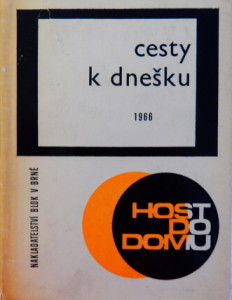 cesty
k dnešku
1966
NAKLADATELSTVÍ BLOK V BRNĚ
HOST
DO
DOMU